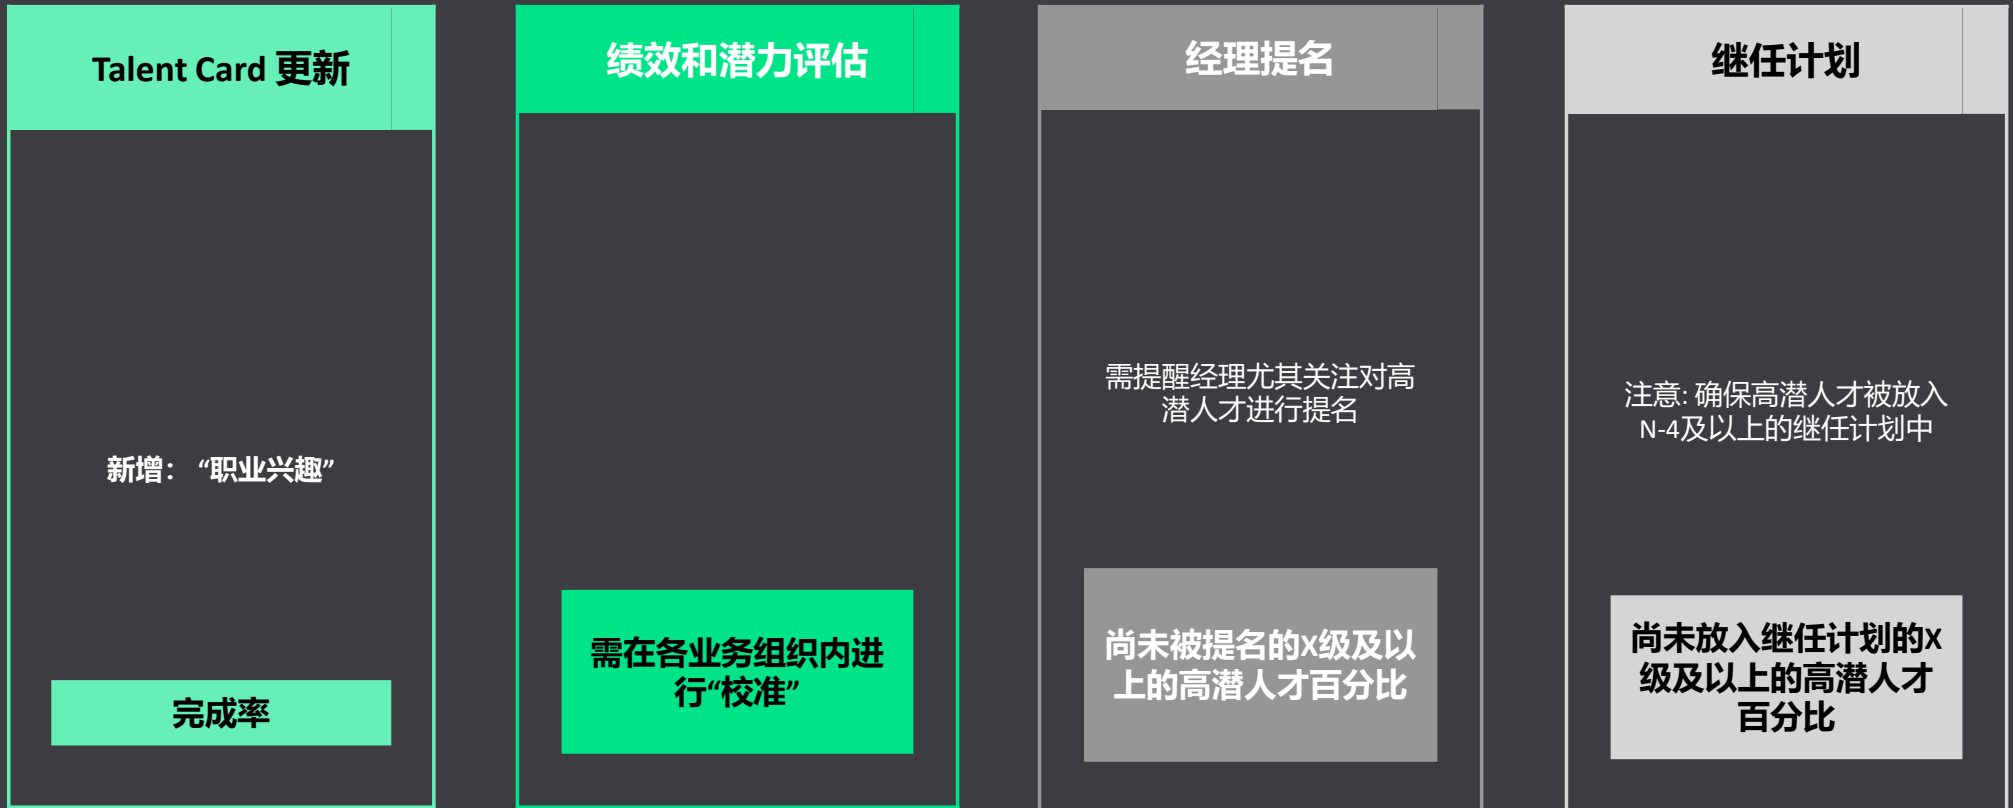 Talent Card 更新
新增： “职业兴趣”
完成率
绩效和潜力评估
需在各业务组织内进
行“校准”
经理提名
需提醒经理尤其关注对高
潜人才进行提名
尚未被提名的X级及以
上的高潜人才百分比
继任计划
注意: 确保高潜人才被放入
N-4及以上的继任计划中
尚未放入继任计划的X
级及以上的高潜人才
百分比